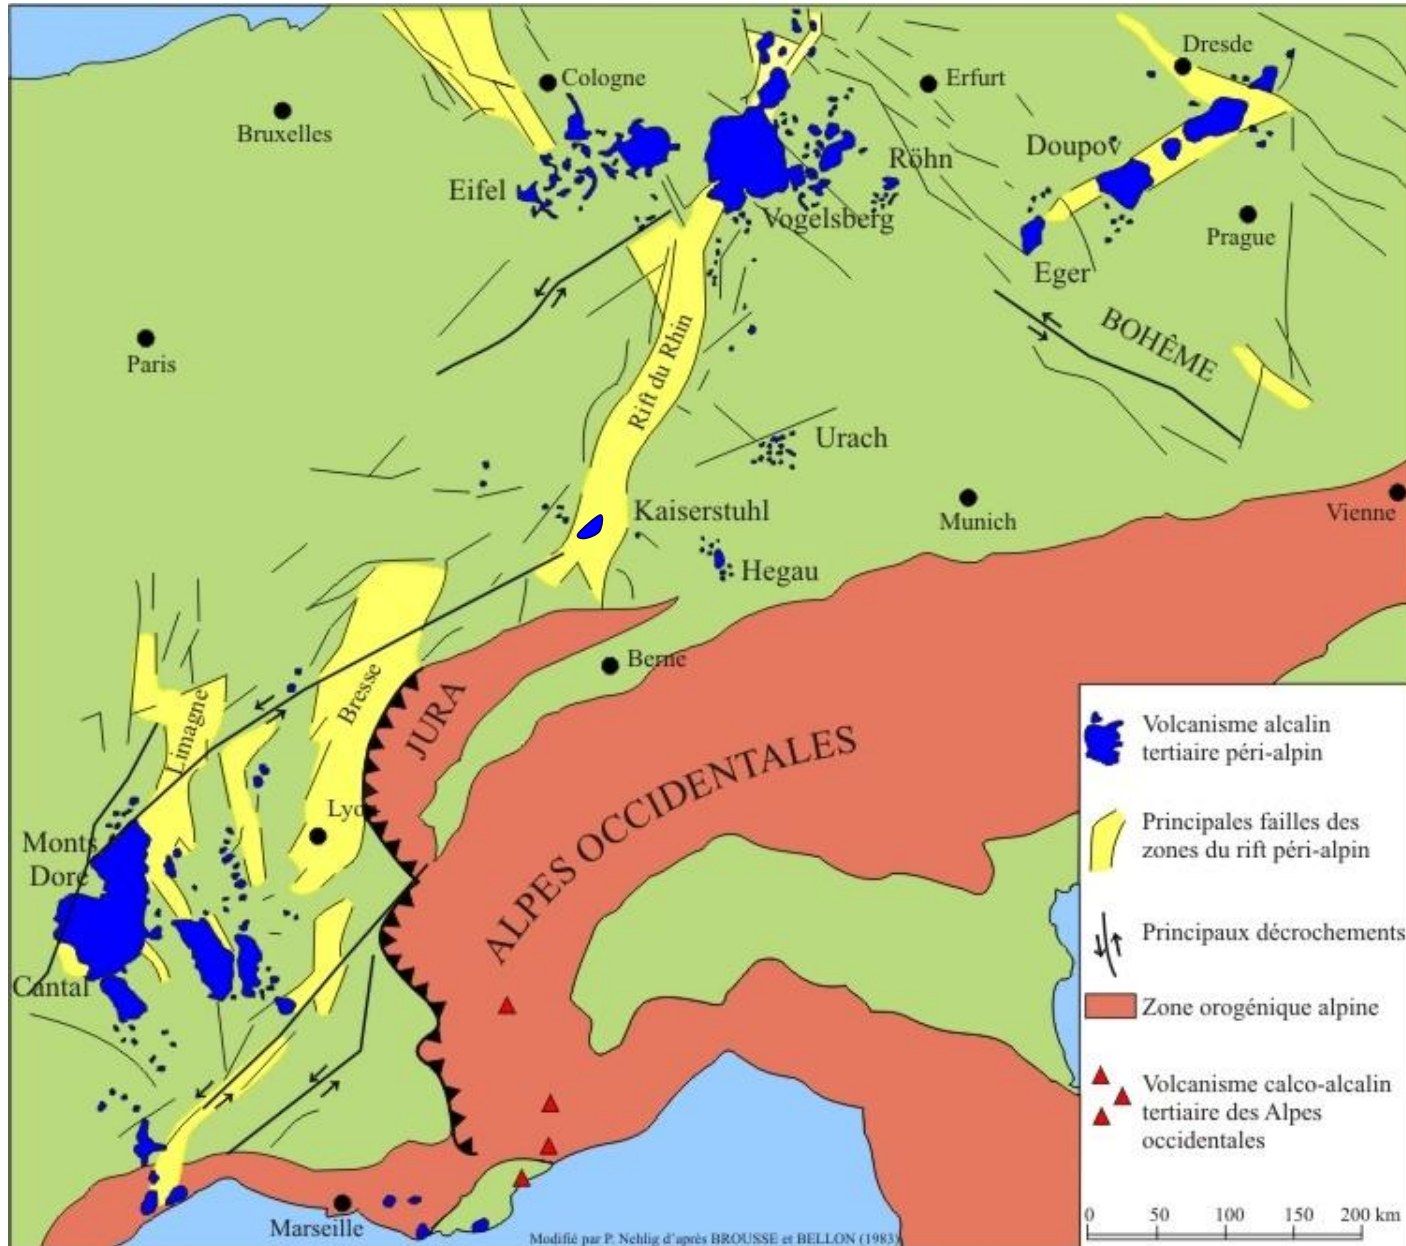 Dresde
Cologne
Erfurt
Bruxelles
Doupov
Röhn
Eifel
Vogelsberg
Prague
Eger
BOHÊME
Paris
Rift du Rhin
Urach
Kaiserstuhl
Munich
Vienne
Hegau
Berne
Bresse
JURA
Limagne
ALPES OCCIDENTALES
Lyon
Monts
Dore
Cantal
Marseille
Volcanisme alcalin
tertiaire péri-alpin
Principales failles des
zones du rift péri-alpin
Principaux décrochements
Zone orogénique alpine
Volcanisme calco-alcalin
tertiaire des Alpes
occidentales
0 50 100 150 200 km
Modifié par P. Nehlig d'après BROUSSE et BELLON (1983)